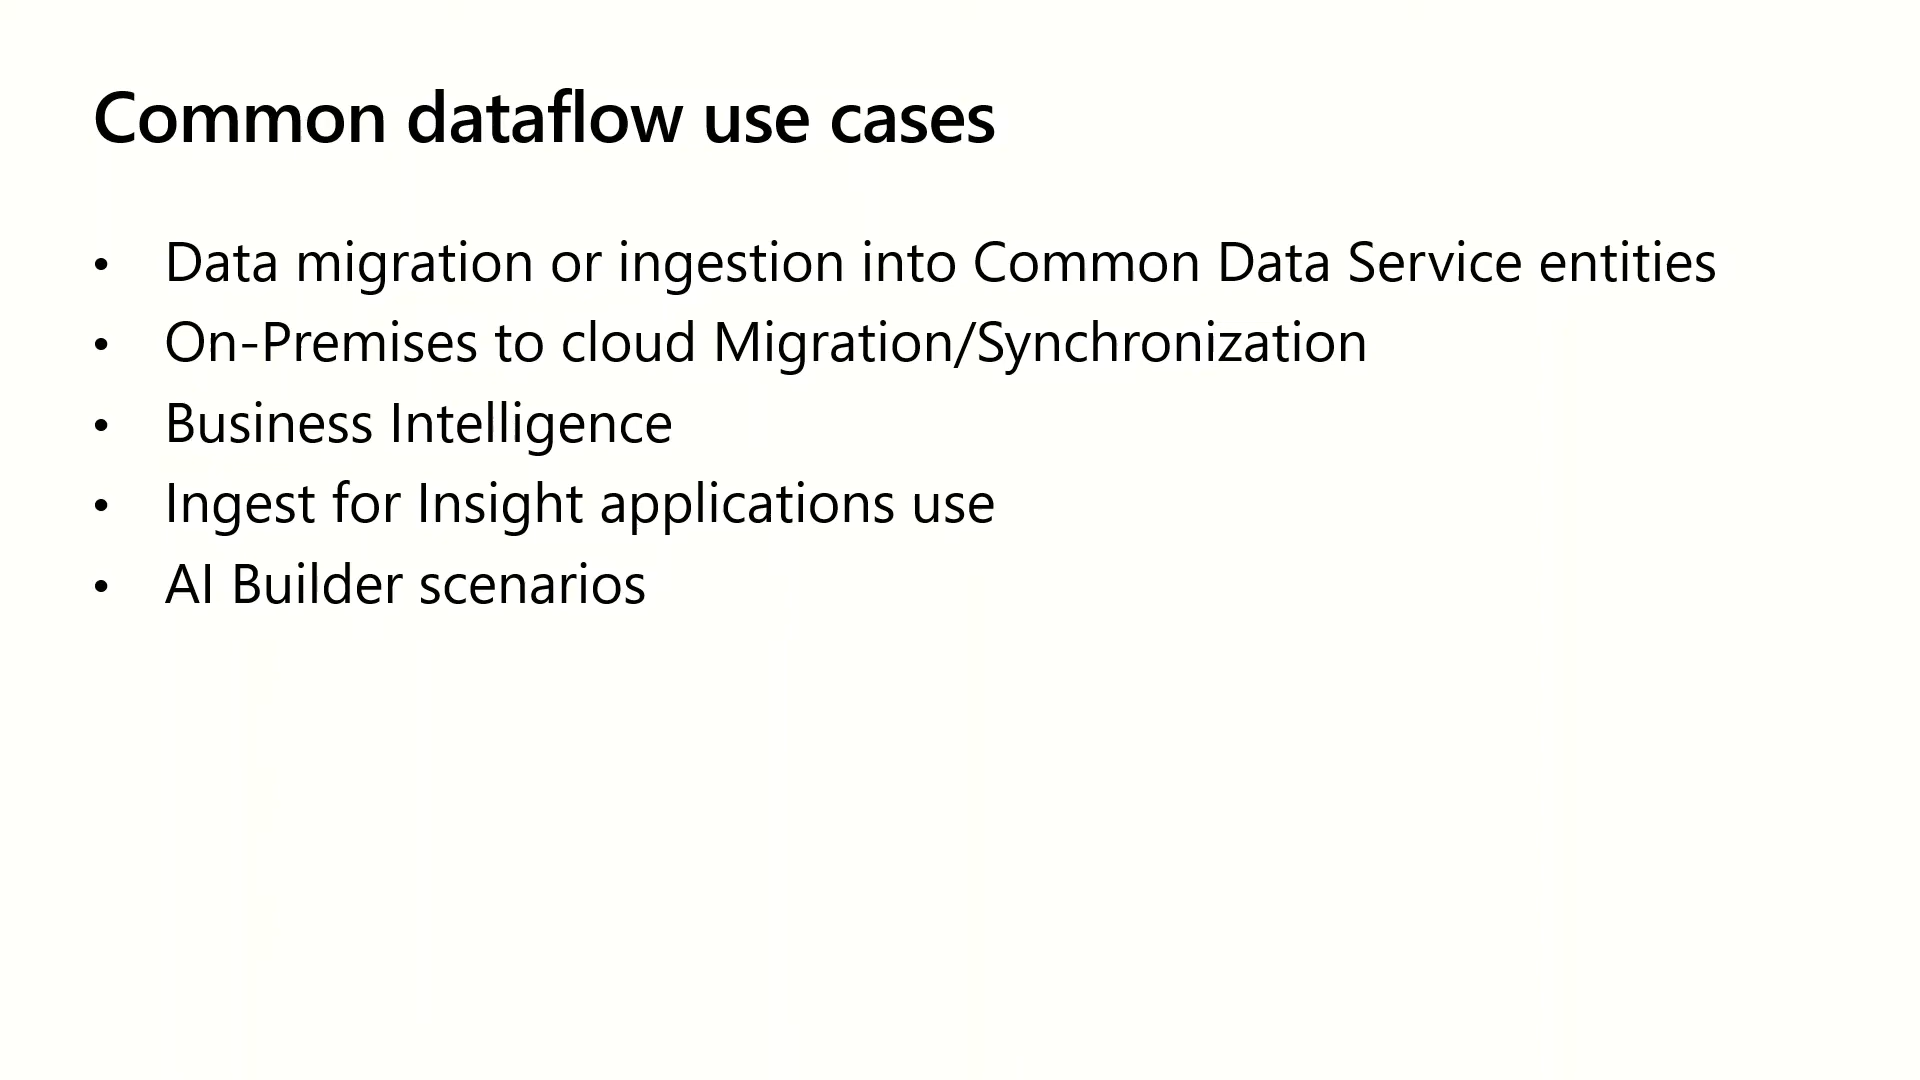 Common dataflow use cases
• Data migration or ingestion into Common Data Service entities
• On-Premises to cloud Migration/Synchronization
• Business Intelligence
• Ingest for Insight applications use
• AI Builder scenarios